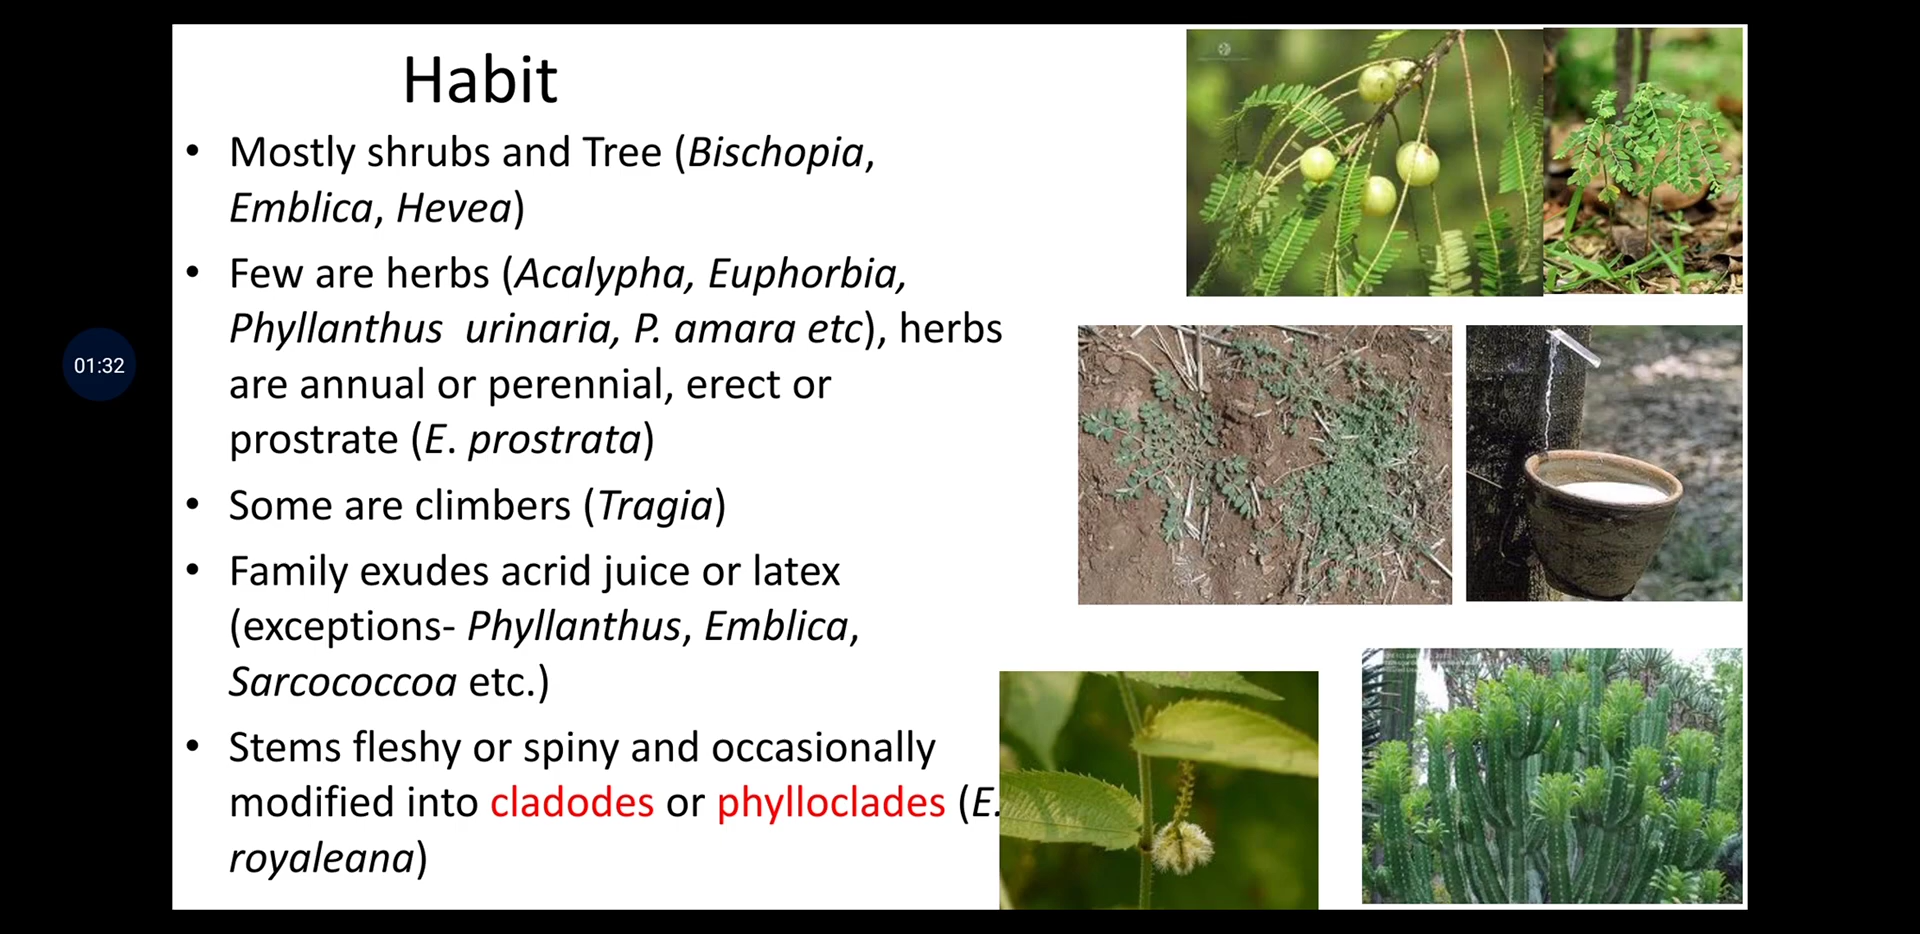 Habit
• Mostly shrubs and Tree (Bischopia,
Emblica, Hevea)
• Few are herbs (Acalypha, Euphorbia,
Phyllanthus urinaria, P. amara etc), herbs
are annual or perennial, erect or
prostrate (E. prostrata)
• Some are climbers (Tragia)
• Family exudes acrid juice or latex
(exceptions- Phyllanthus, Emblica,
Sarcococcoa etc.)
• Stems fleshy or spiny and occasionally
modified into cladodes or phylloclades (E.
royaleana)
01:32